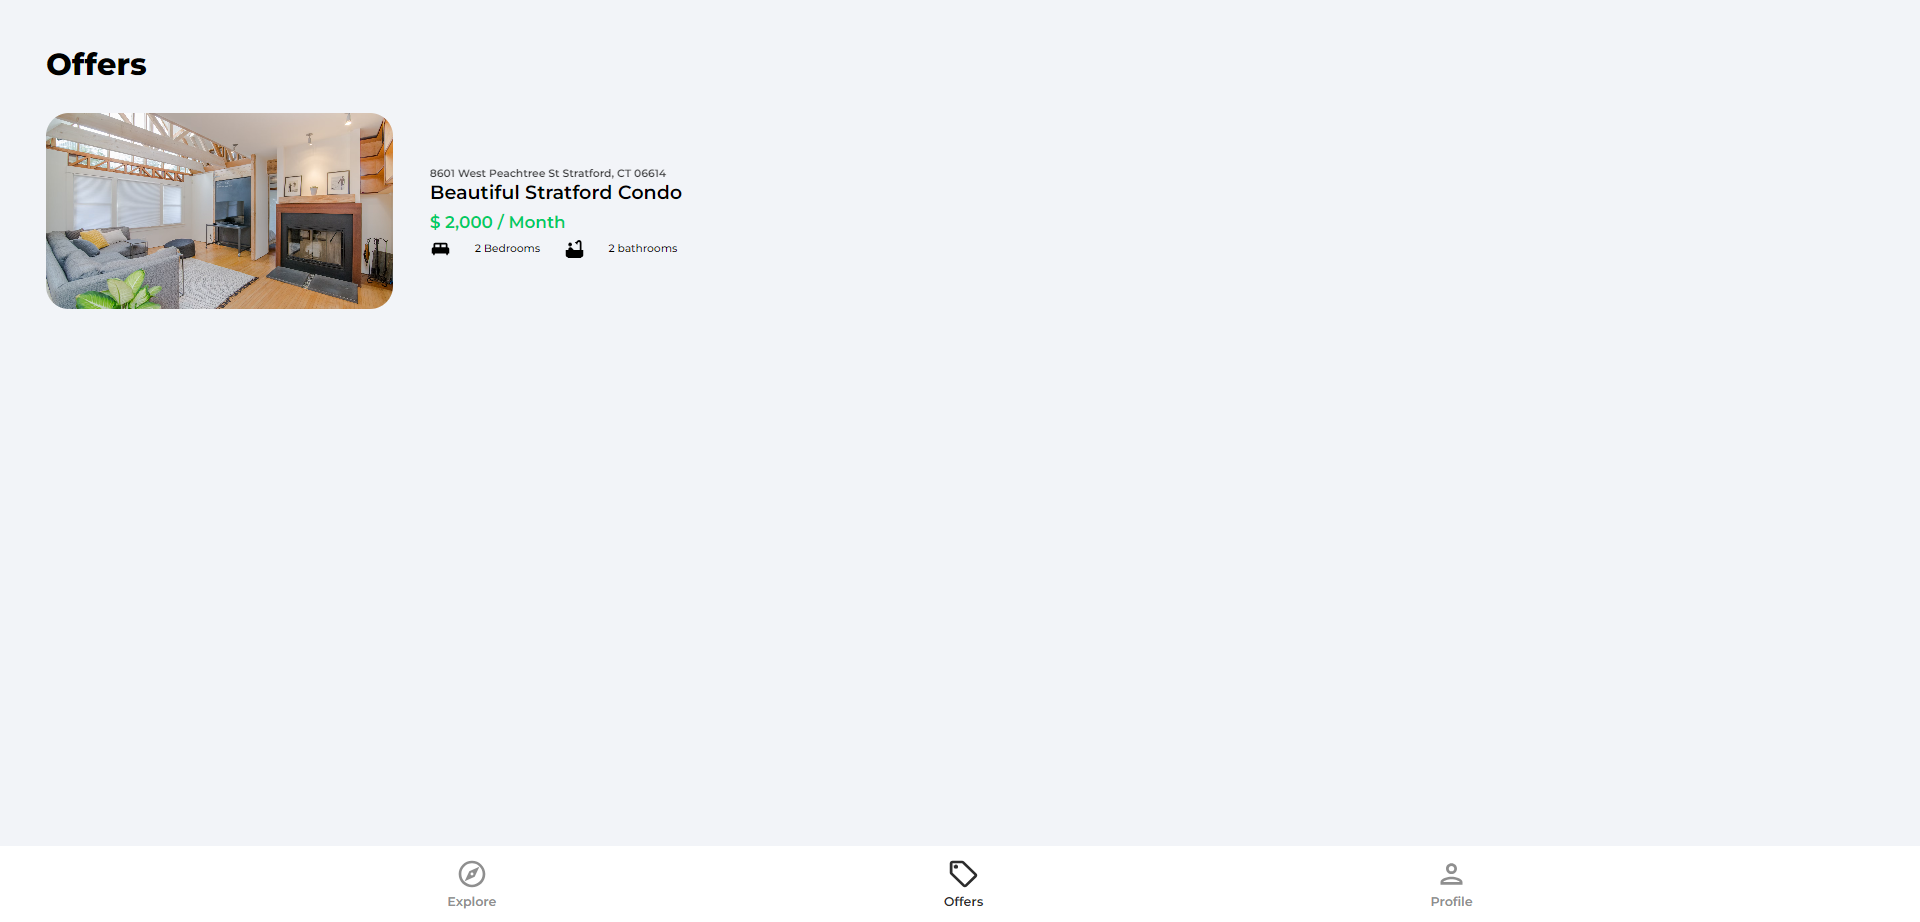 Offers
8601 West Peachtree St Stratford, CT 06614
Beautiful Stratford Condo
$ 2,000 / Month
2 Bedrooms 2 bathrooms
Explore Offers Profile